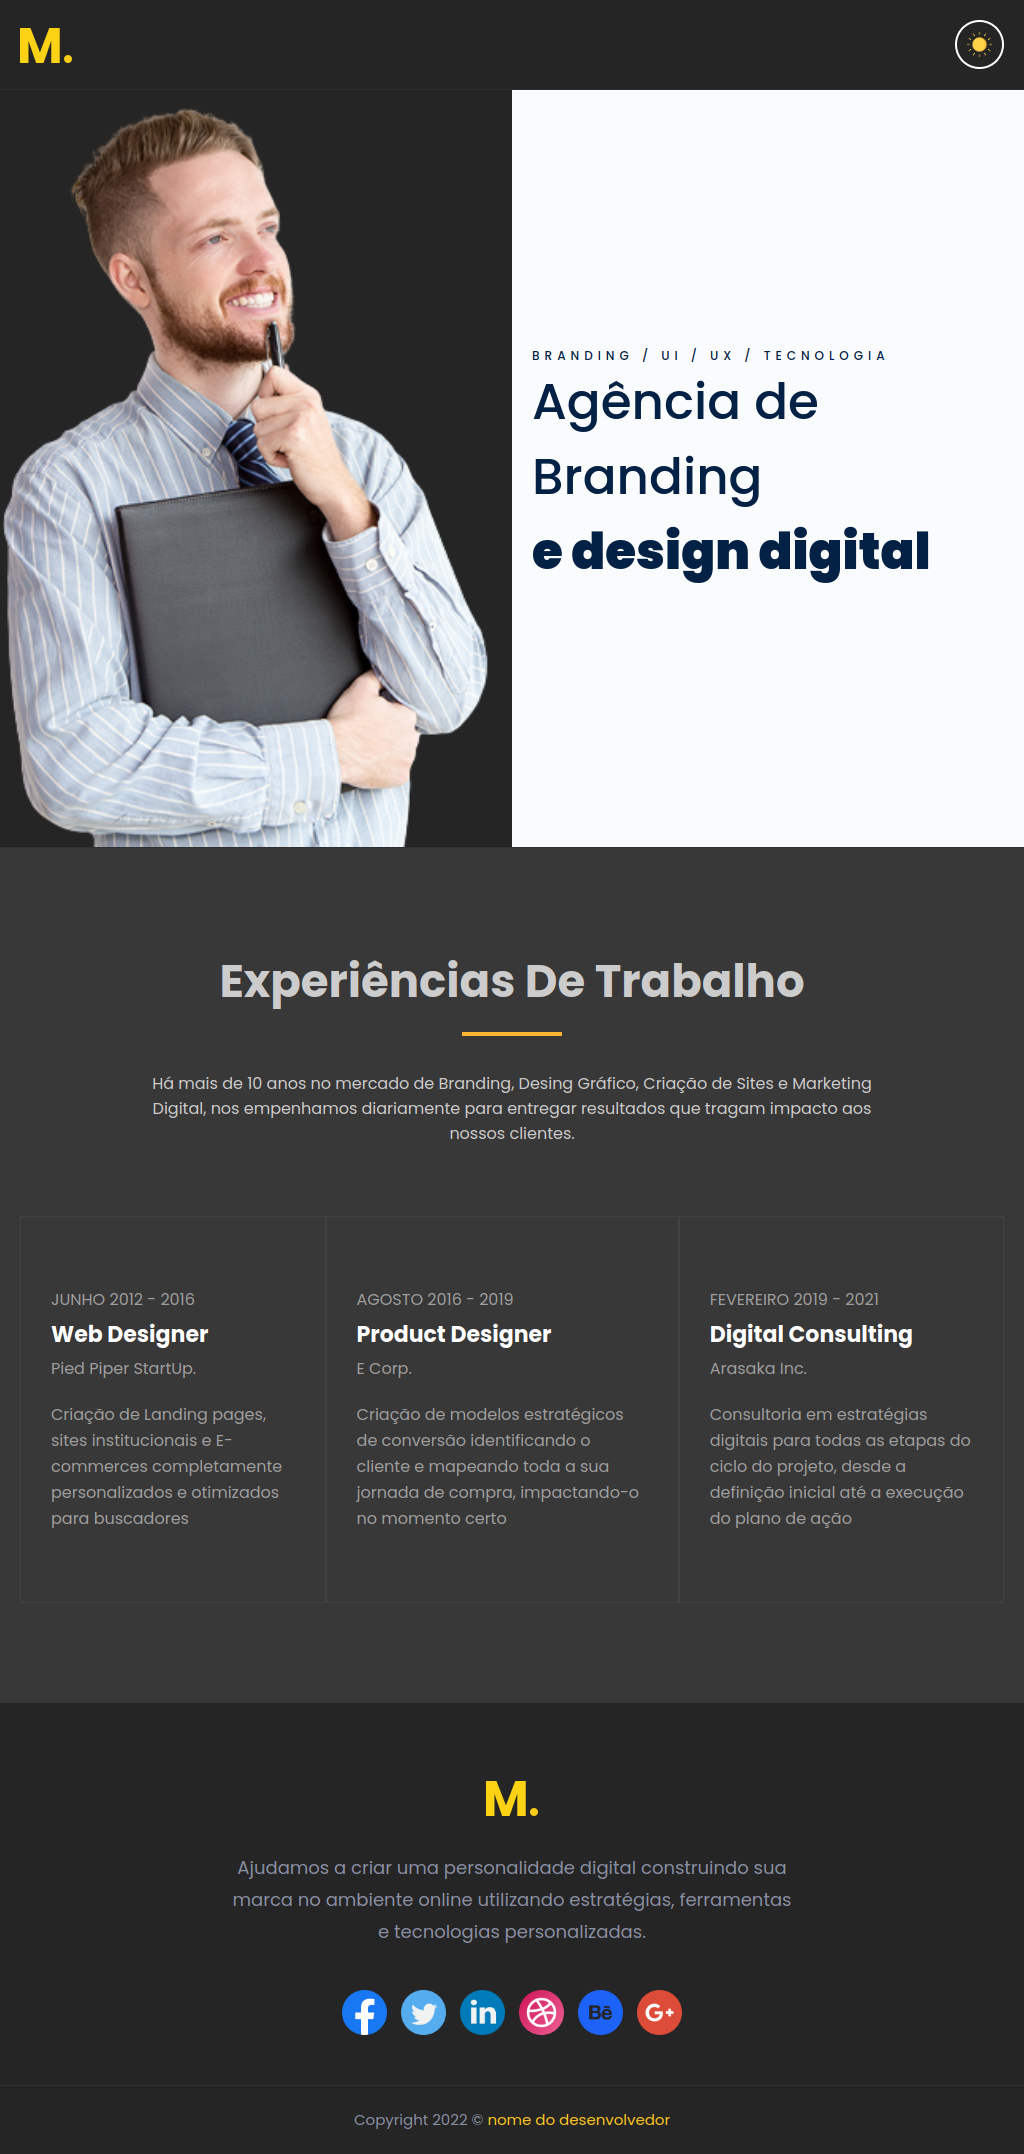 M.
BRANDING / UI / UX / TECNOLOGIA
Agência de
Branding
e design digital
Experiências De Trabalho
Há mais de 10 anos no mercado de Branding, Desing Gráfico, Criação de Sites e Marketing
Digital, nos empenhamos diariamente para entregar resultados que tragam impacto aos
nossos clientes.
JUNHO 2012 - 2016
Web Designer
Pied Piper StartUp.
Criação de Landing pages,
sites institucionais e E-
commerces completamente
personalizados e otimizados
para buscadores
AGOSTO 2016 - 2019
Product Designer
E Corp.
Criação de modelos estratégicos
de conversão identificando o
cliente e mapeando toda a sua
jornada de compra, impactando-o
no momento certo
FEVEREIRO 2019 - 2021
Digital Consulting
Arasaka Inc.
Consultoria em estratégias
digitais para todas as etapas do
ciclo do projeto, desde a
definição inicial até a execução
do plano de ação
M.
Ajudamos a criar uma personalidade digital construindo sua
marca no ambiente online utilizando estratégias, ferramentas
e tecnologias personalizadas.
f in Bē G+
Copyright 2022 © nome do desenvolvedor